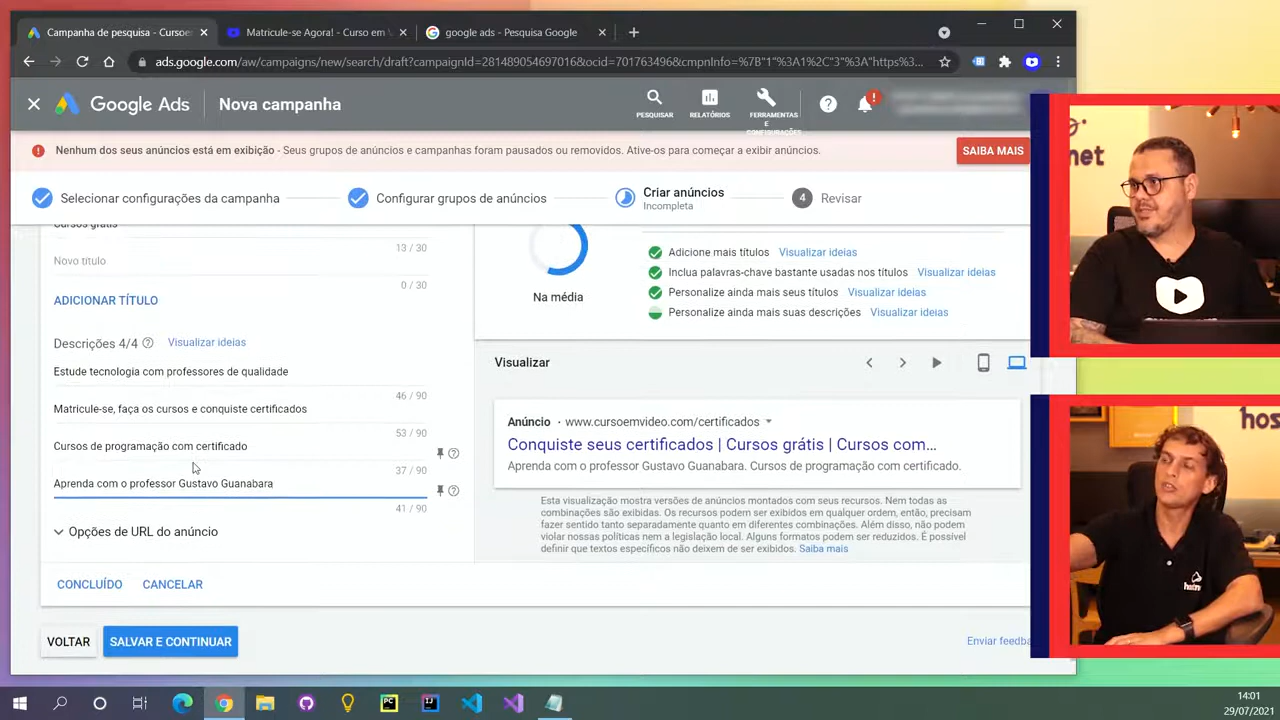 Campanha de pesquisa - Cursoe
Matricule-se Agora! - Curso em V
google ads - Pesquisa Google
ads.google.com/aw/campaigns/new/search/draft?campaignId=281489054697016&ocid=701763496&cmpnInfo=%7B"1"%3A1%2C"3"%3A"https%3...
Google Ads
Nova campanha
PESQUISAR
RELATÓRIOS
FERRAMENTAS
E
CONFIGURAÇÕES
Nenhum dos seus anúncios está em exibição - Seus grupos de anúncios e campanhas foram pausados ou removidos. Ative-os para começar a exibir anúncios.
SAIBA MAIS
Selecionar configurações da campanha
Configurar grupos de anúncios
Criar anúncios
Incompleta
4 Revisar
Cursos grátis
13 / 30
Novo título
0 / 30
ADICIONAR TÍTULO
Descrições 4/4 Visualizar ideias
Estude tecnologia com professores de qualidade
46 / 90
Matricule-se, faça os cursos e conquiste certificados
53 / 90
Cursos de programação com certificado
37 / 90
Aprenda com o professor Gustavo Guanabara
41 / 90
Opções de URL do anúncio
CONCLUÍDO CANCELAR
VOLTAR
SALVAR E CONTINUAR
Na média
Adicione mais títulos Visualizar ideias
Inclua palavras-chave bastante usadas nos títulos Visualizar ideias
Personalize ainda mais seus títulos Visualizar ideias
Personalize ainda mais suas descrições Visualizar ideias
Visualizar
Anúncio · www.cursoemvideo.com/certificados
Conquiste seus certificados | Cursos grátis | Cursos com...
Aprenda com o professor Gustavo Guanabara. Cursos de programação com certificado.
Esta visualização mostra versões de anúncios montados com seus recursos. Nem todas as
combinações são exibidas. Os recursos podem ser exibidos em qualquer ordem, então, precisam
fazer sentido tanto separadamente quanto em diferentes combinações. Além disso, não podem
violar nossas políticas nem a legislação local. Alguns formatos podem ser reduzidos. É possível
definir que textos específicos não deixem de ser exibidos. Saiba mais
Enviar feedba
net
hos
PC
IJ
14:01
29/07/2021